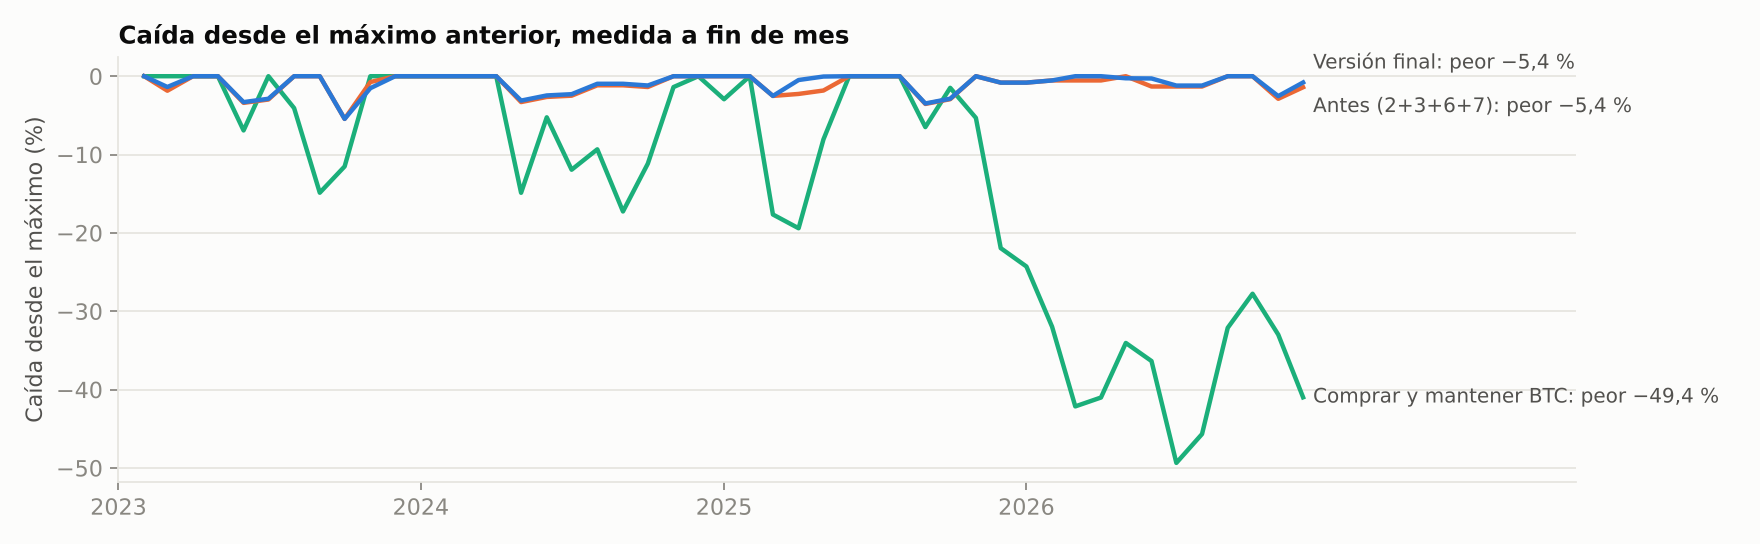 Caída desde el máximo anterior, medida a fin de mes
Versión final: peor −5,4 %
Antes (2+3+6+7): peor −5,4 %
Comprar y mantener BTC: peor −49,4 %
Caída desde el máximo (%)
0
−10
−20
−30
−40
−50
2023
2024
2025
2026